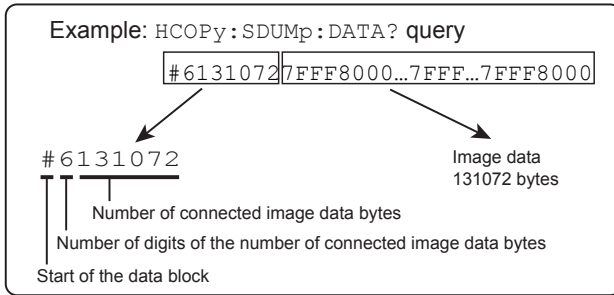 Example: HCOPy:SDUMp:DATA? query
#6131072 7FFF8000...7FFF...7FFF8000
#6131072
Image data
131072 bytes
Number of connected image data bytes
Number of digits of the number of connected image data bytes
Start of the data block